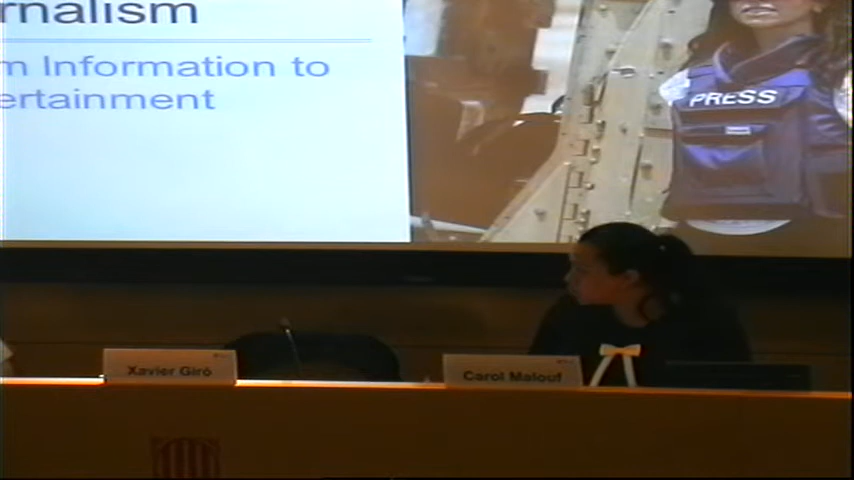 rnalism
m Information to
ertainment
PRESS
Xavier Giró
Carol Malouf